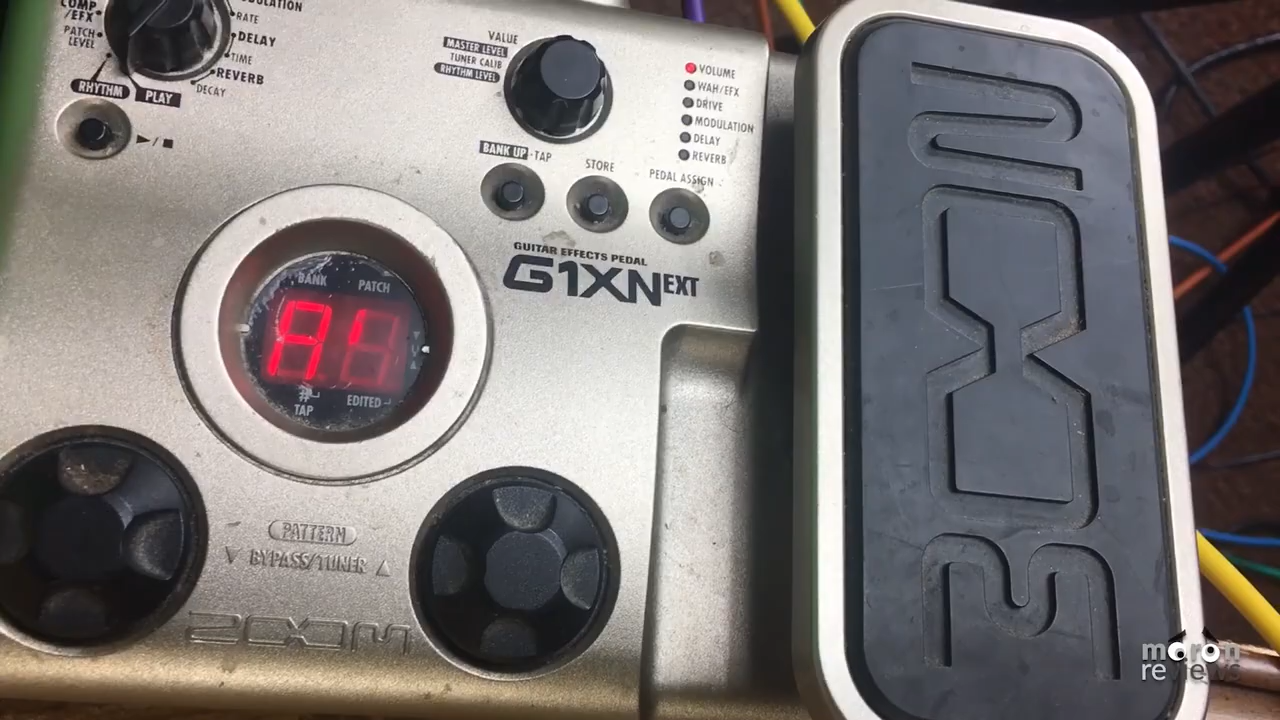 COMP
/EFX
PATCH
LEVEL
RHYTHM
PLAY
RATE
DELAY
TIME
REVERB
DECAY
VALUE
MASTER LEVEL
TUNER CALIB
RHYTHM LEVEL
VOLUME
WAH/EFX
DRIVE
MODULATION
DELAY
REVERB
BANK UP·TAP
STORE
PEDAL ASSIGN
GUITAR EFFECTS PEDAL
G1XNEXT
BANK PATCH
A1
TAP
EDITED
PATTERN
BYPASS/TUNER
ZOOM
ZOOM
moron
reviews